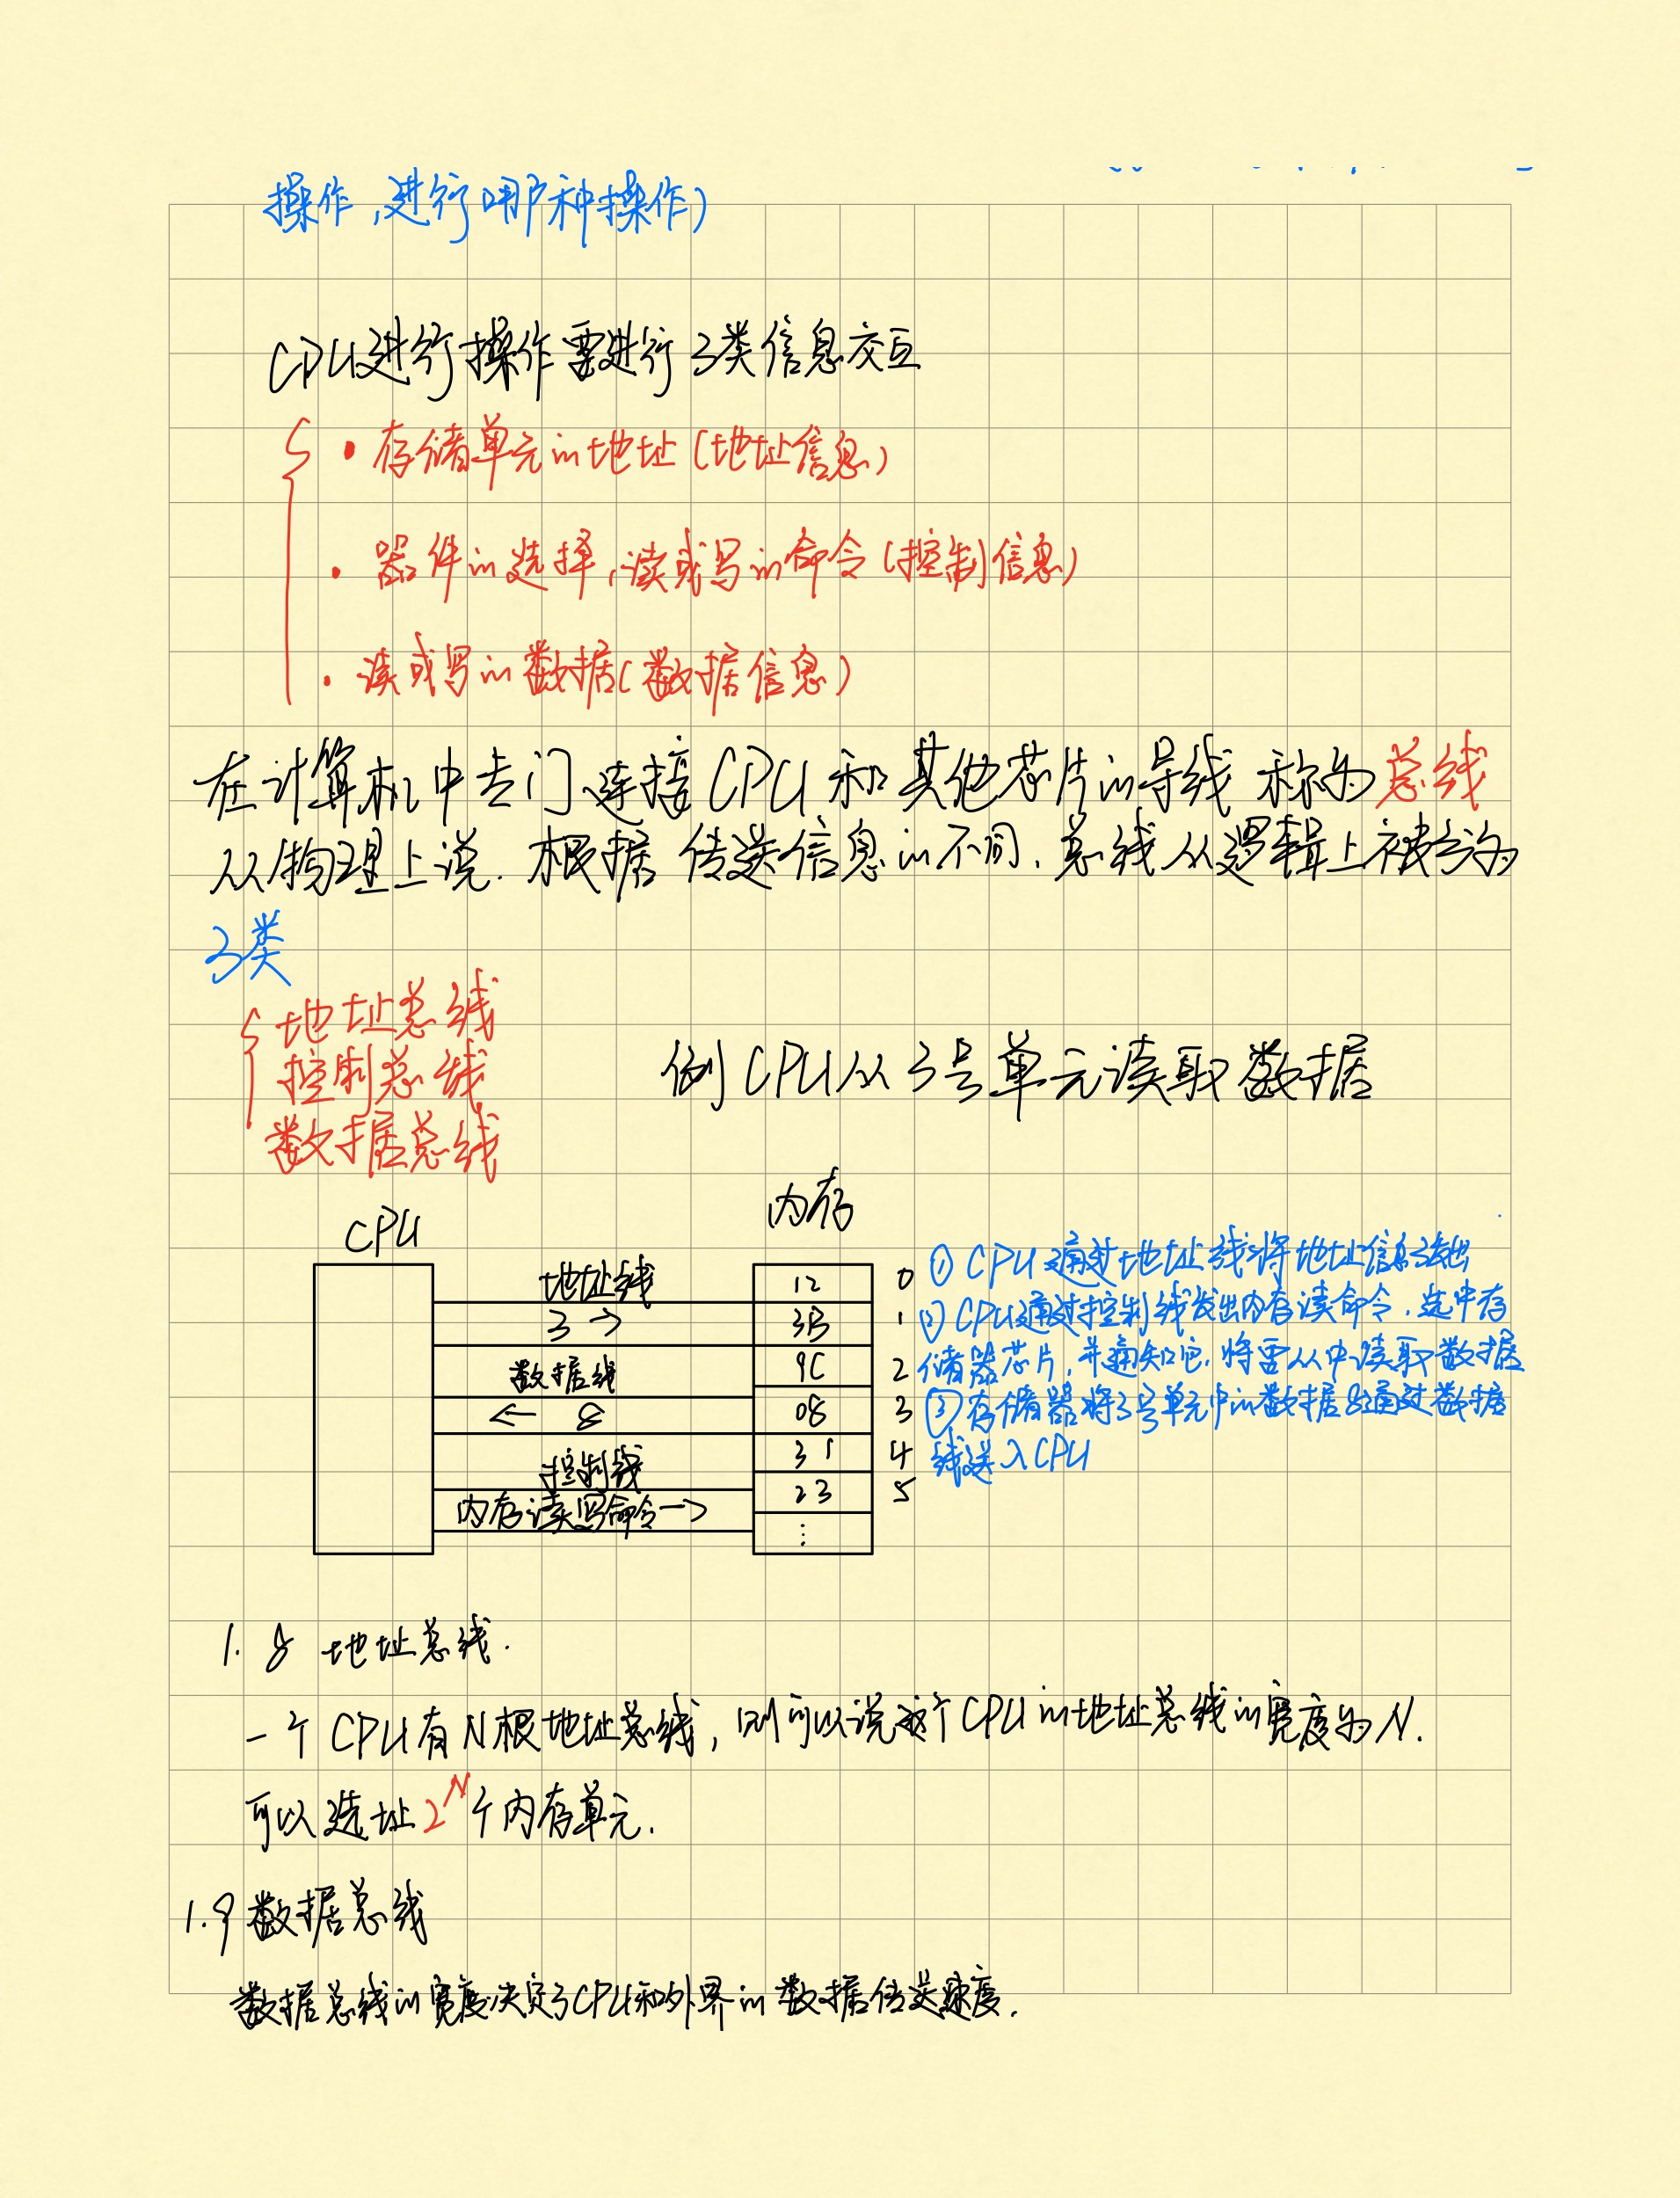 操作,进行哪种操作)
CPU进行操作需进行3类信息交互
• 存储单元的地址(地址信息)
• 器件的选择,读或写的命令(控制信息)
• 读或写的数据(数据信息)
在计算机中专门连接CPU和其他芯片的导线 称为总线
从物理上说. 根据 传送信息的不同, 总线从逻辑上被分为
3类
地址总线
控制总线
数据总线
例 CPU从3号单元读取数据
CPU
内存
地址线
3 →
数据线
← 8
控制线
内存读写命令→
12 0
3B 1
9C 2
08 3
31 4
23 5
⋮
① CPU通过地址线将地址信息3发出
② CPU通过控制线发出内存读命令,选中存
储器芯片,并通知它,将要从中读取数据
③ 存储器将3号单元中的数据8通过数据
线送入CPU
1.8 地址总线.
一个CPU有N根地址总线,则可以说这个CPU的地址总线的宽度为N.
可以选址2^N个内存单元.
1.9 数据总线
数据总线的宽度决定了CPU和外界的数据传送速度.